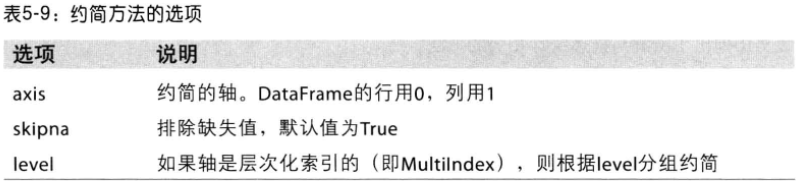 表5-9：约简方法的选项
选项 说明
axis 约简的轴。DataFrame的行用0，列用1
skipna 排除缺失值，默认值为True
level 如果轴是层次化索引的（即MultiIndex），则根据level分组约简